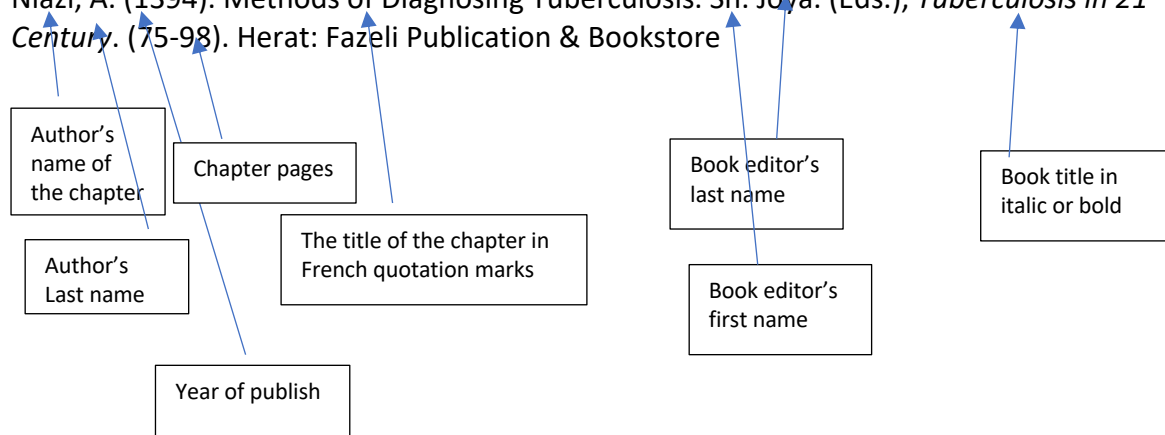 Niazi, A. (1394). Methods of Diagnosing Tuberculosis. Sh. Joya. (Eds.), Tuberculosis in 21
Century. (75-98). Herat: Fazeli Publication & Bookstore
Author's
name of
the chapter
Chapter pages
Book editor's
last name
Book title in
italic or bold
The title of the chapter in
French quotation marks
Author's
Last name
Book editor's
first name
Year of publish